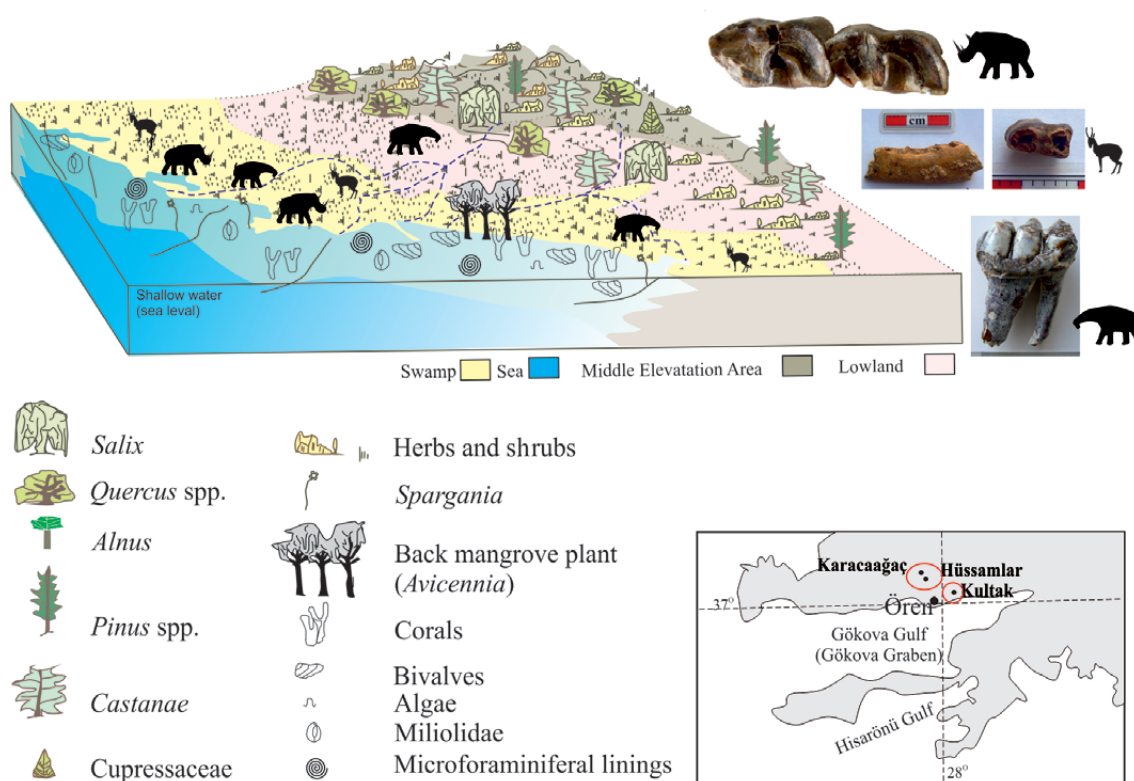 cm
Shallow water
(sea leval)
Swamp
Sea
Middle Elevatation Area
Lowland
Salix
Quercus spp.
Alnus
Pinus spp.
Castanae
Cupressaceae
Herbs and shrubs
Spargania
Back mangrove plant
(Avicennia)
Corals
Bivalves
Algae
Miliolidae
Microforaminiferal linings
Karacaağaç
Hüssamlar
Kultak
37°
Ören
Gökova Gulf
(Gökova Graben)
Hisarönü Gulf
28°